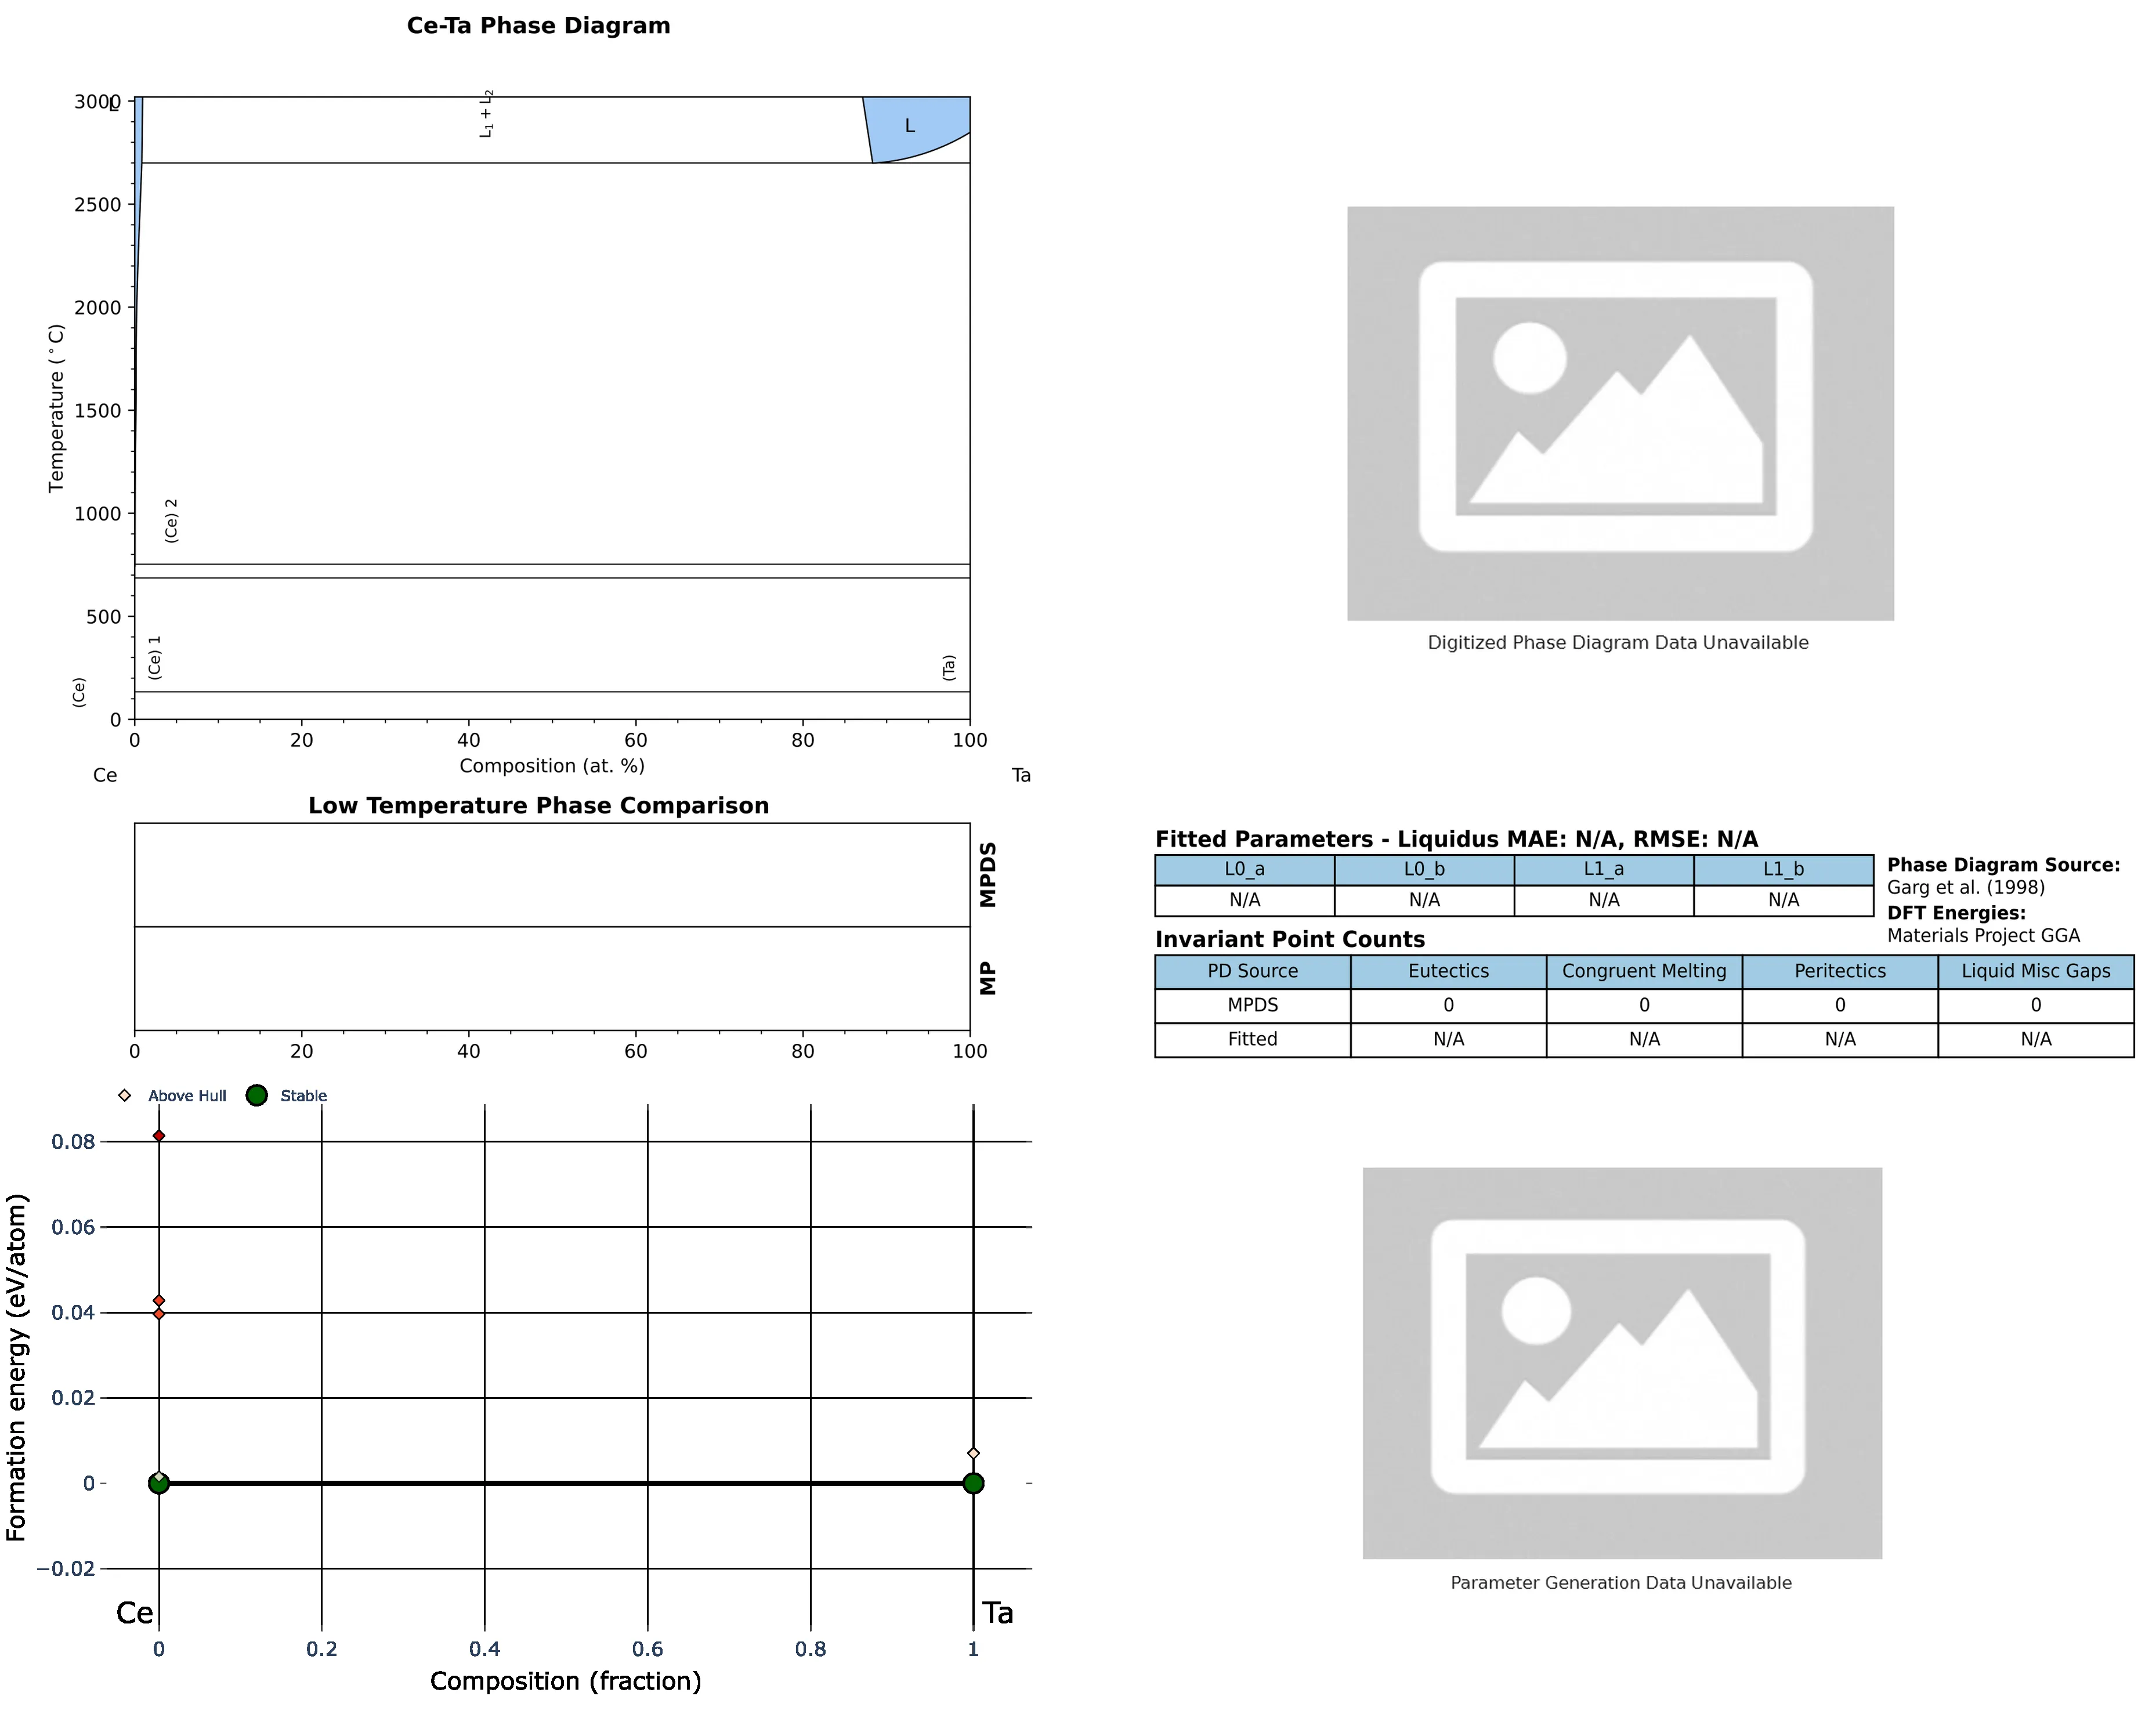 Ce-Ta Phase Diagram
3000
L
L₁ + L₂
L
2500
2000
1500
1000
500
0
Temperature (°C)
(Ce) 2
(Ce) 1
(Ce)
(Ta)
0 20 40 60 80 100
Composition (at. %)
Ce Ta
Digitized Phase Diagram Data Unavailable
Low Temperature Phase Comparison
MPDS
MP
0 20 40 60 80 100
Fitted Parameters - Liquidus MAE: N/A, RMSE: N/A
L0_a L0_b L1_a L1_b
N/A N/A N/A N/A
Phase Diagram Source:
Garg et al. (1998)
DFT Energies:
Materials Project GGA
Invariant Point Counts
PD Source Eutectics Congruent Melting Peritectics Liquid Misc Gaps
MPDS 0 0 0 0
Fitted N/A N/A N/A N/A
Above Hull Stable
0.08
0.06
0.04
0.02
0
−0.02
Formation energy (eV/atom)
Ce Ta
0 0.2 0.4 0.6 0.8 1
Composition (fraction)
Parameter Generation Data Unavailable